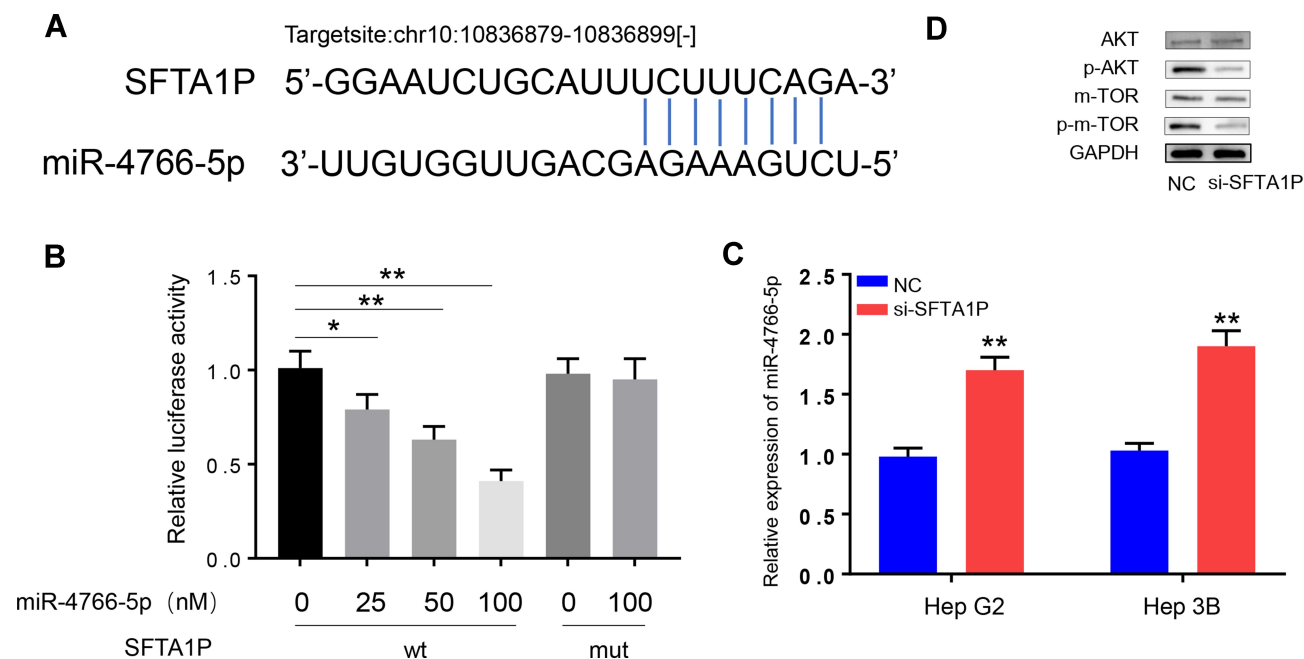 A
Targetsite:chr10:10836879-10836899[-]
SFTA1P 5’-GGAAUCUGCAUUUCUUUCAGA-3’
miR-4766-5p 3’-UUGUGGUUGACGAGAAAGUCU-5’
D
AKT
p-AKT
m-TOR
p-m-TOR
GAPDH
NC si-SFTA1P
B
Relative luciferase activity
1.5
1.0
0.5
0.0
**
**
*
miR-4766-5p（nM） 0 25 50 100 0 100
SFTA1P wt mut
C
Relative expression of miR-4766-5p
2.5
2.0
1.5
1.0
0.5
0.0
NC
si-SFTA1P
**
**
Hep G2 Hep 3B